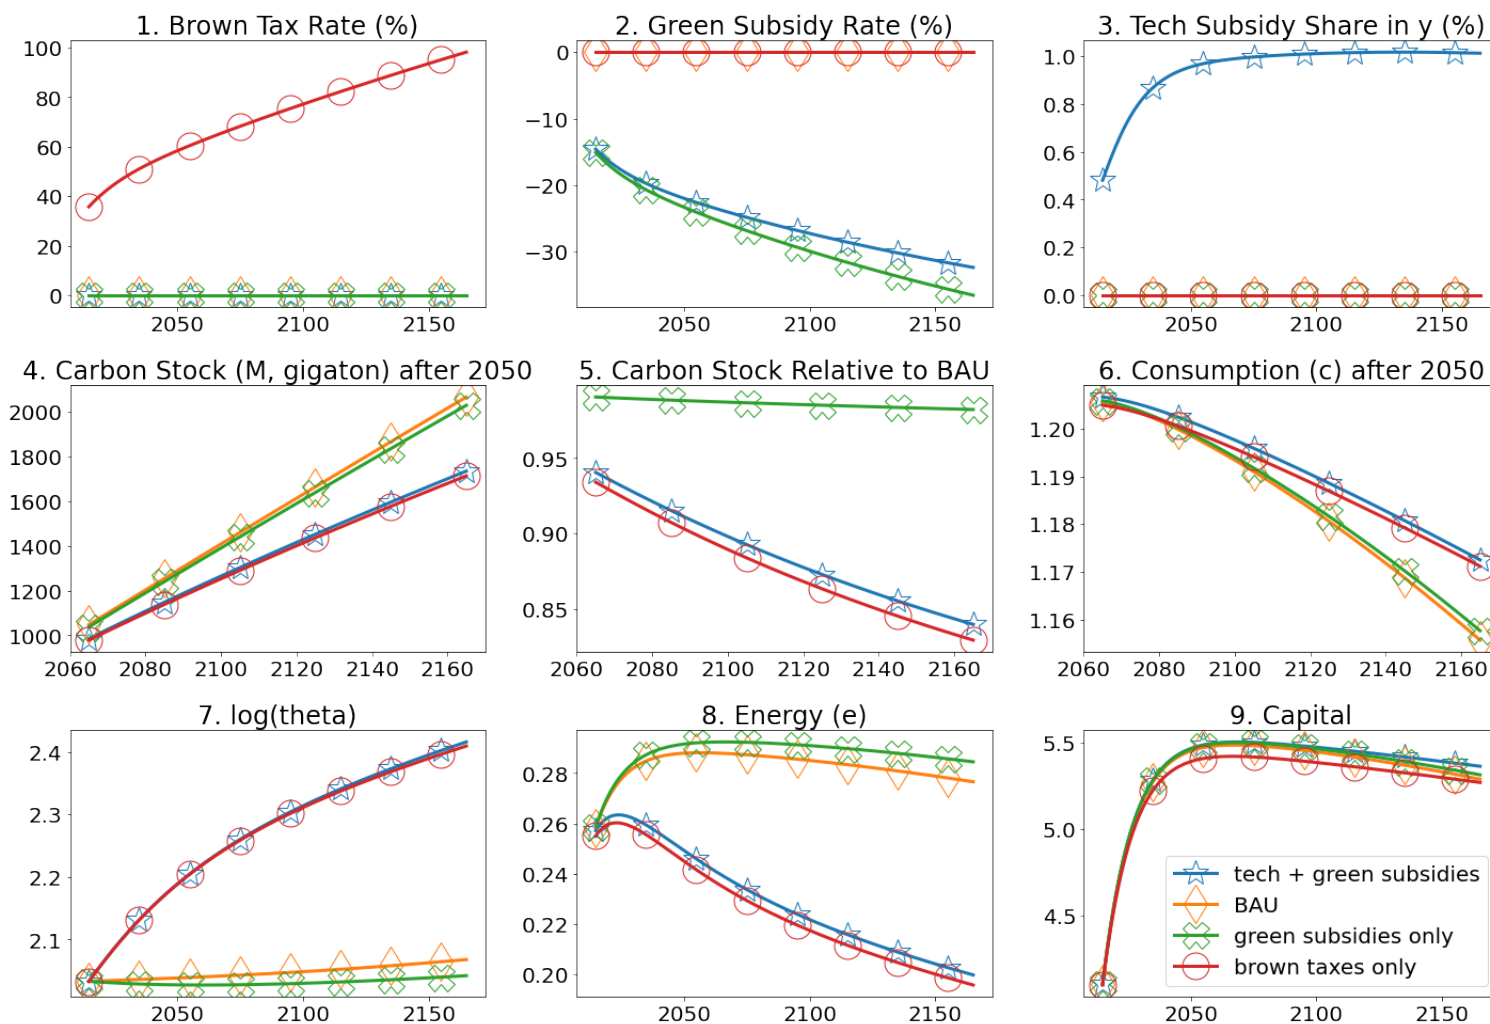 1. Brown Tax Rate (%)
100
80
60
40
20
0
2050 2100 2150
2. Green Subsidy Rate (%)
0
−10
−20
−30
2050 2100 2150
3. Tech Subsidy Share in y (%)
1.0
0.8
0.6
0.4
0.2
0.0
2050 2100 2150
4. Carbon Stock (M, gigaton) after 2050
2000
1800
1600
1400
1200
1000
2060 2080 2100 2120 2140 2160
5. Carbon Stock Relative to BAU
0.95
0.90
0.85
2060 2080 2100 2120 2140 2160
6. Consumption (c) after 2050
1.20
1.19
1.18
1.17
1.16
2060 2080 2100 2120 2140 2160
7. log(theta)
2.4
2.3
2.2
2.1
2050 2100 2150
8. Energy (e)
0.28
0.26
0.24
0.22
0.20
2050 2100 2150
9. Capital
5.5
5.0
4.5
tech + green subsidies
BAU
green subsidies only
brown taxes only
2050 2100 2150